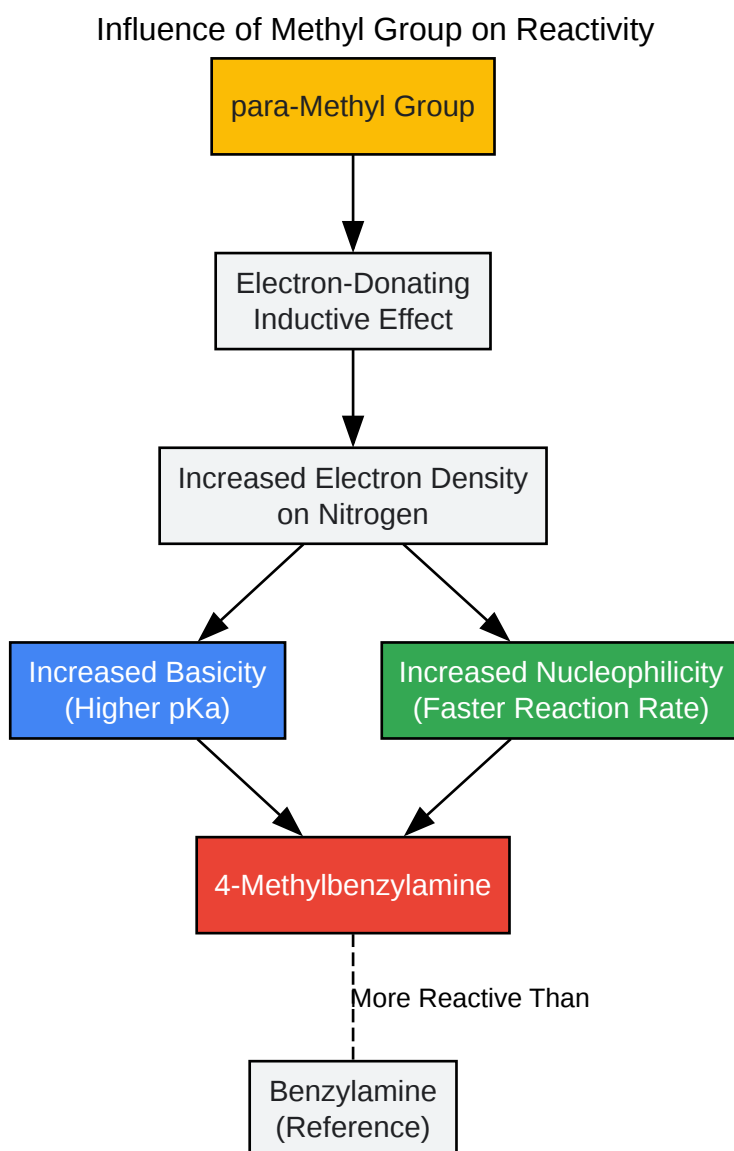 Influence of Methyl Group on Reactivity
para-Methyl Group
Electron-Donating
Inductive Effect
Increased Electron Density
on Nitrogen
Increased Basicity
(Higher pKa)
Increased Nucleophilicity
(Faster Reaction Rate)
4-Methylbenzylamine
More Reactive Than
Benzylamine
(Reference)